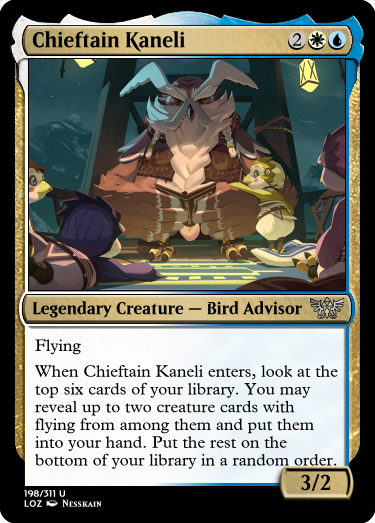 Chieftain Kaneli 2
Legendary Creature — Bird Advisor
Flying
When Chieftain Kaneli enters, look at the
top six cards of your library. You may
reveal up to two creature cards with
flying from among them and put them
into your hand. Put the rest on the
bottom of your library in a random order.
3/2
198/311 U
LOZ Nesskain